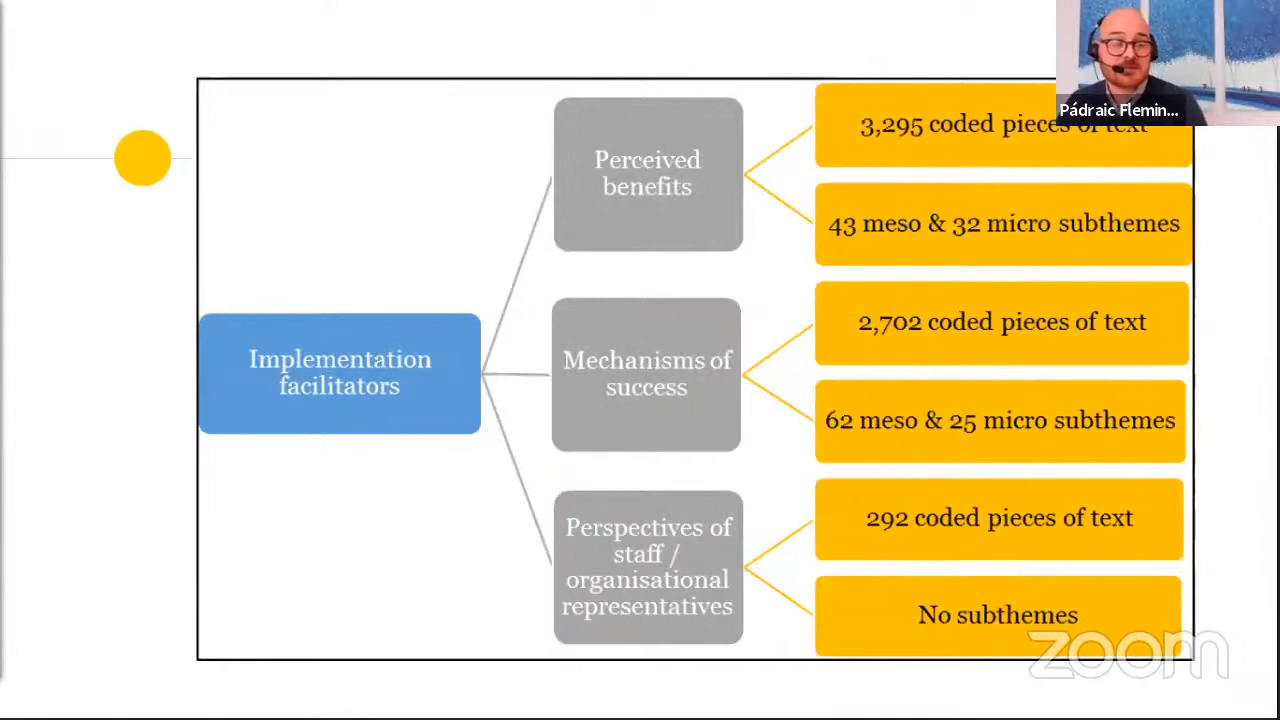 Pádraic Flemin...
Implementation
facilitators
Perceived
benefits
3,295 coded pieces of text
43 meso & 32 micro subthemes
Mechanisms of
success
2,702 coded pieces of text
62 meso & 25 micro subthemes
Perspectives of
staff /
organisational
representatives
292 coded pieces of text
No subthemes
zoom